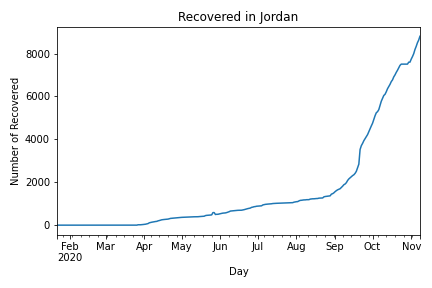 Recovered in Jordan
Number of Recovered
8000
6000
4000
2000
0
Feb Mar Apr May Jun Jul Aug Sep Oct Nov
2020
Day